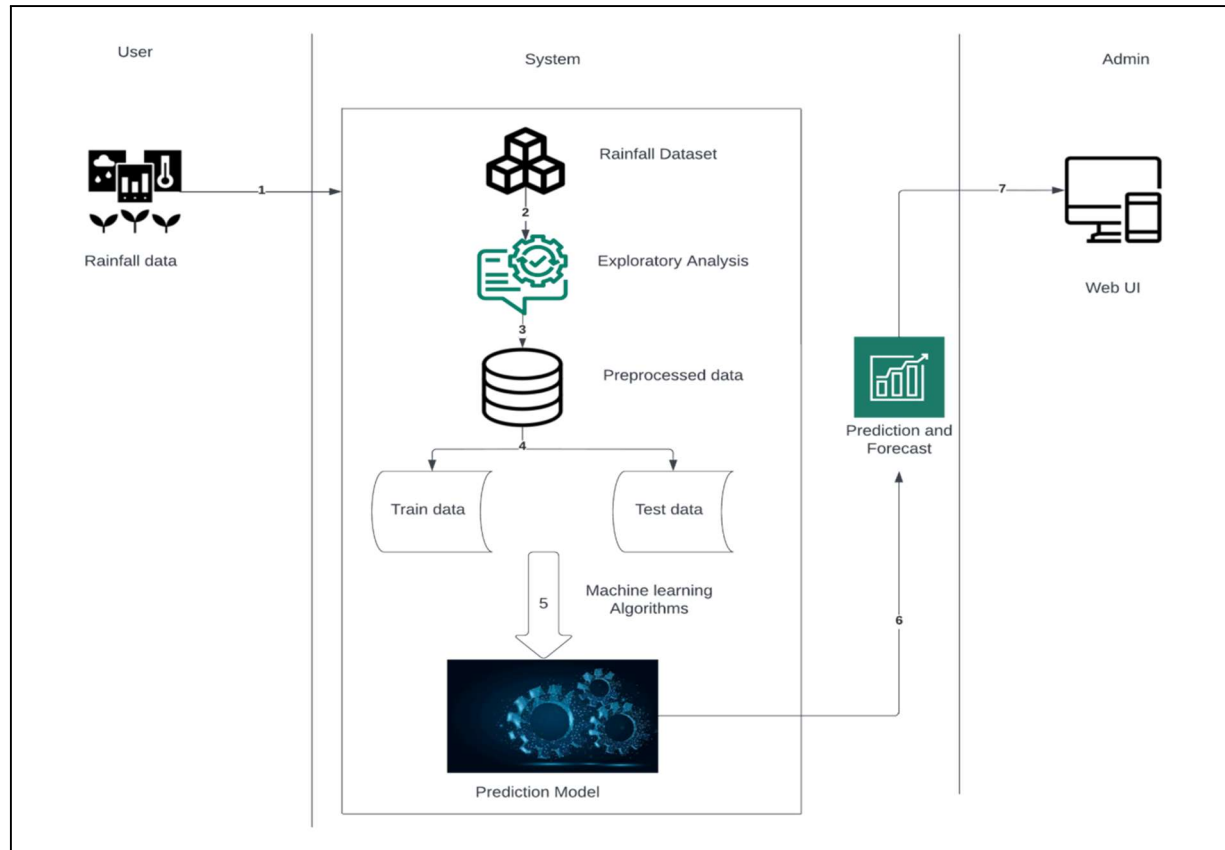 User
System
Admin
Rainfall Dataset
1
7
2
Rainfall data
Exploratory Analysis
Web UI
3
Preprocessed data
Prediction and
Forecast
4
Train data
Test data
5
Machine learning
Algorithms
6
Prediction Model